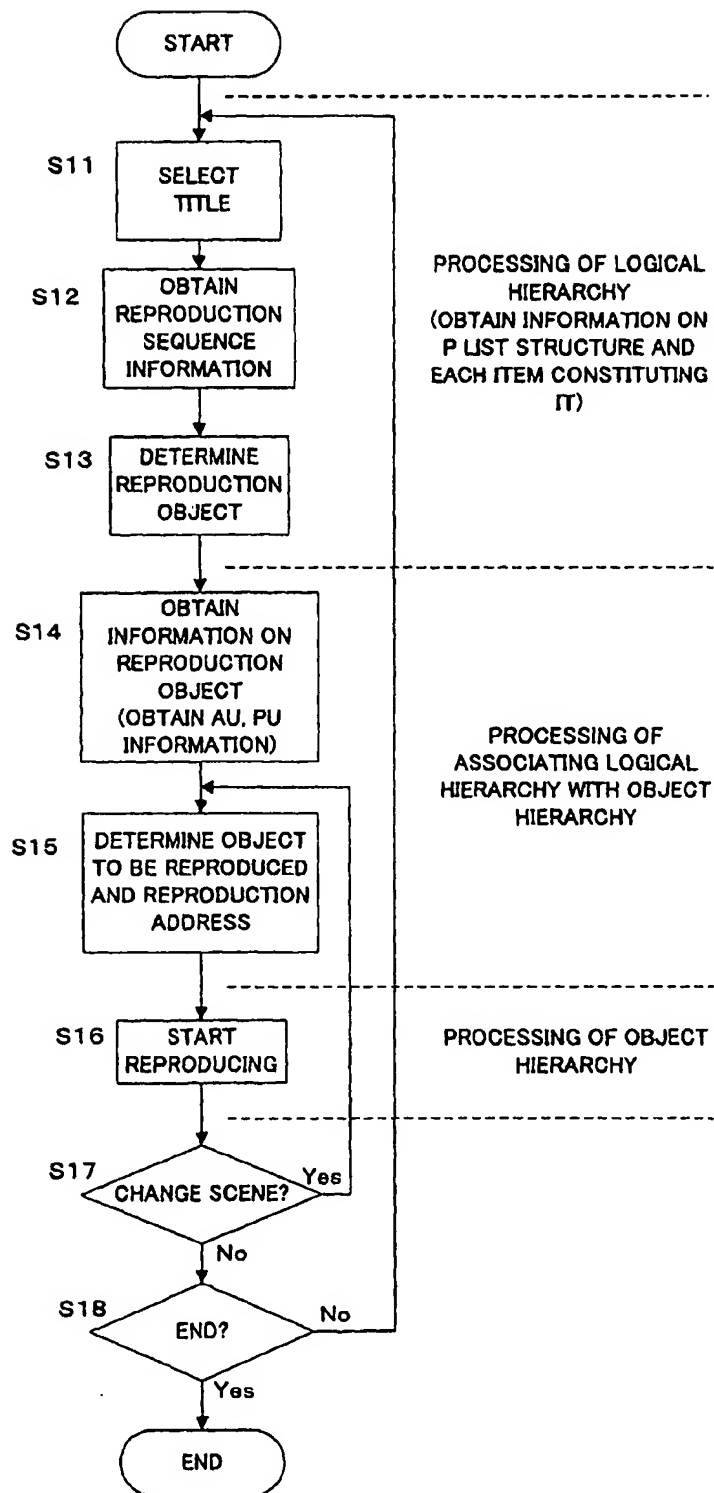 START
S11
SELECT
TITLE
S12
OBTAIN
REPRODUCTION
SEQUENCE
INFORMATION
PROCESSING OF LOGICAL
HIERARCHY
(OBTAIN INFORMATION ON
P LIST STRUCTURE AND
EACH ITEM CONSTITUTING
IT)
S13
DETERMINE
REPRODUCTION
OBJECT
S14
OBTAIN
INFORMATION ON
REPRODUCTION
OBJECT
(OBTAIN AU, PU
INFORMATION)
PROCESSING OF
ASSOCIATING LOGICAL
HIERARCHY WITH OBJECT
HIERARCHY
S15
DETERMINE OBJECT
TO BE REPRODUCED
AND REPRODUCTION
ADDRESS
S16
START
REPRODUCING
PROCESSING OF OBJECT
HIERARCHY
S17
CHANGE SCENE?
Yes
No
S18
END?
No
Yes
END